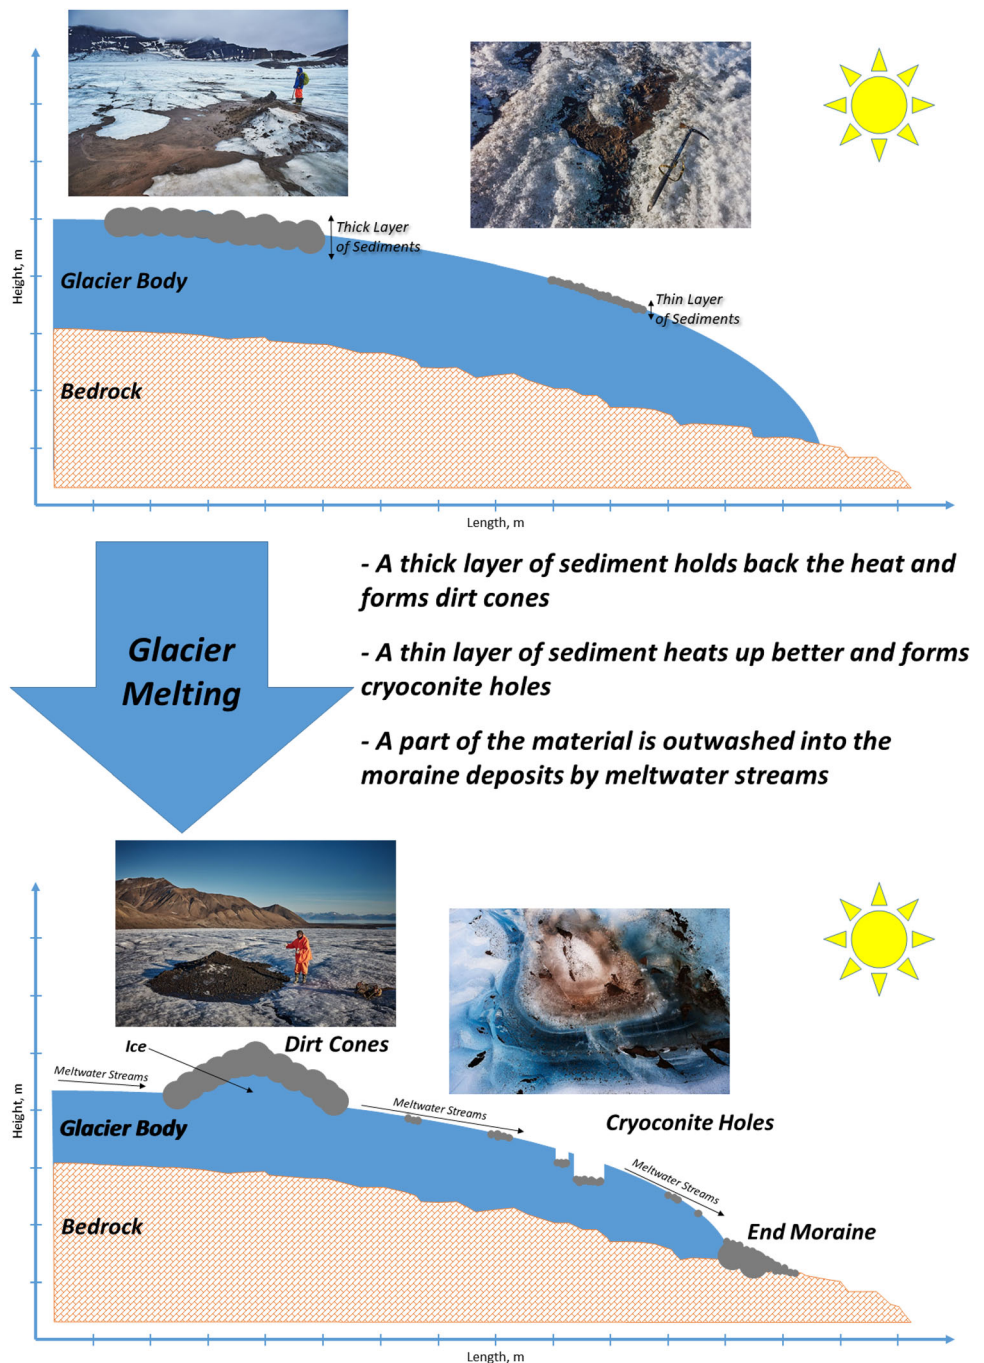 Thick Layer
of Sediments
Glacier Body
Thin Layer
of Sediments
Height, m
Bedrock
Length, m
Glacier
Melting
- A thick layer of sediment holds back the heat and
forms dirt cones
- A thin layer of sediment heats up better and forms
cryoconite holes
- A part of the material is outwashed into the
moraine deposits by meltwater streams
Ice
Dirt Cones
Meltwater Streams
Meltwater Streams
Height, m
Glacier Body
Cryoconite Holes
Meltwater Streams
Bedrock
End Moraine
Length, m